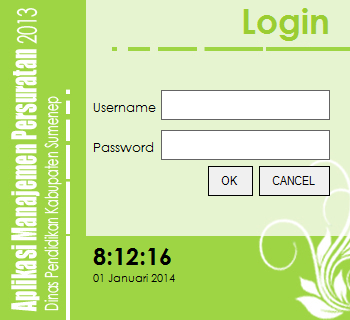 Aplikasi Manajemen Persuratan 2013
Dinas Pendidikan Kabupaten Sumenep
Login
Username
Password
OK CANCEL
8:12:16
01 Januari 2014